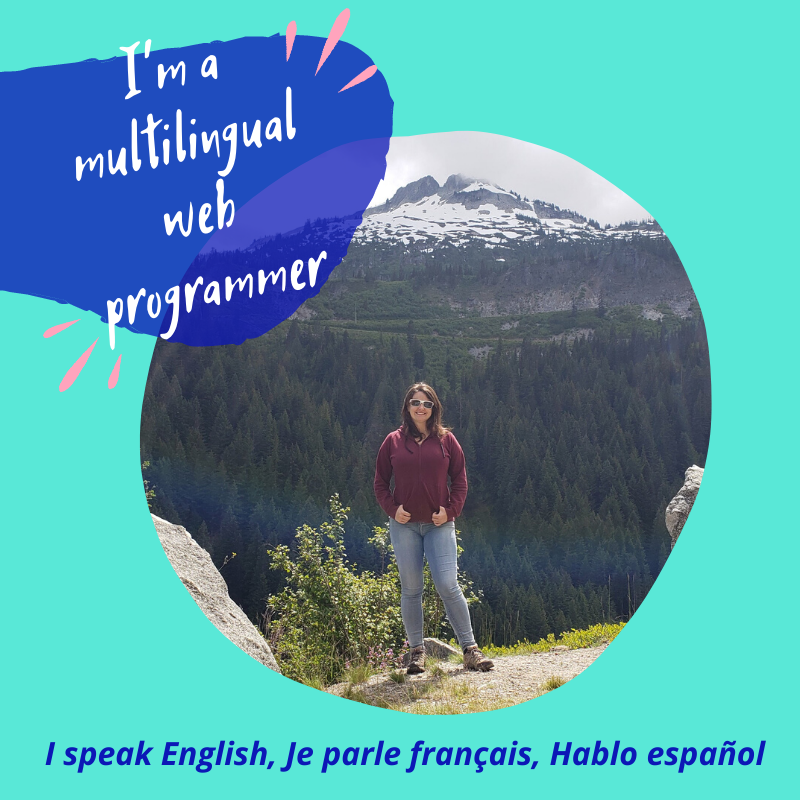 I'm a
multilingual
web
programmer
I speak English, Je parle français, Hablo español